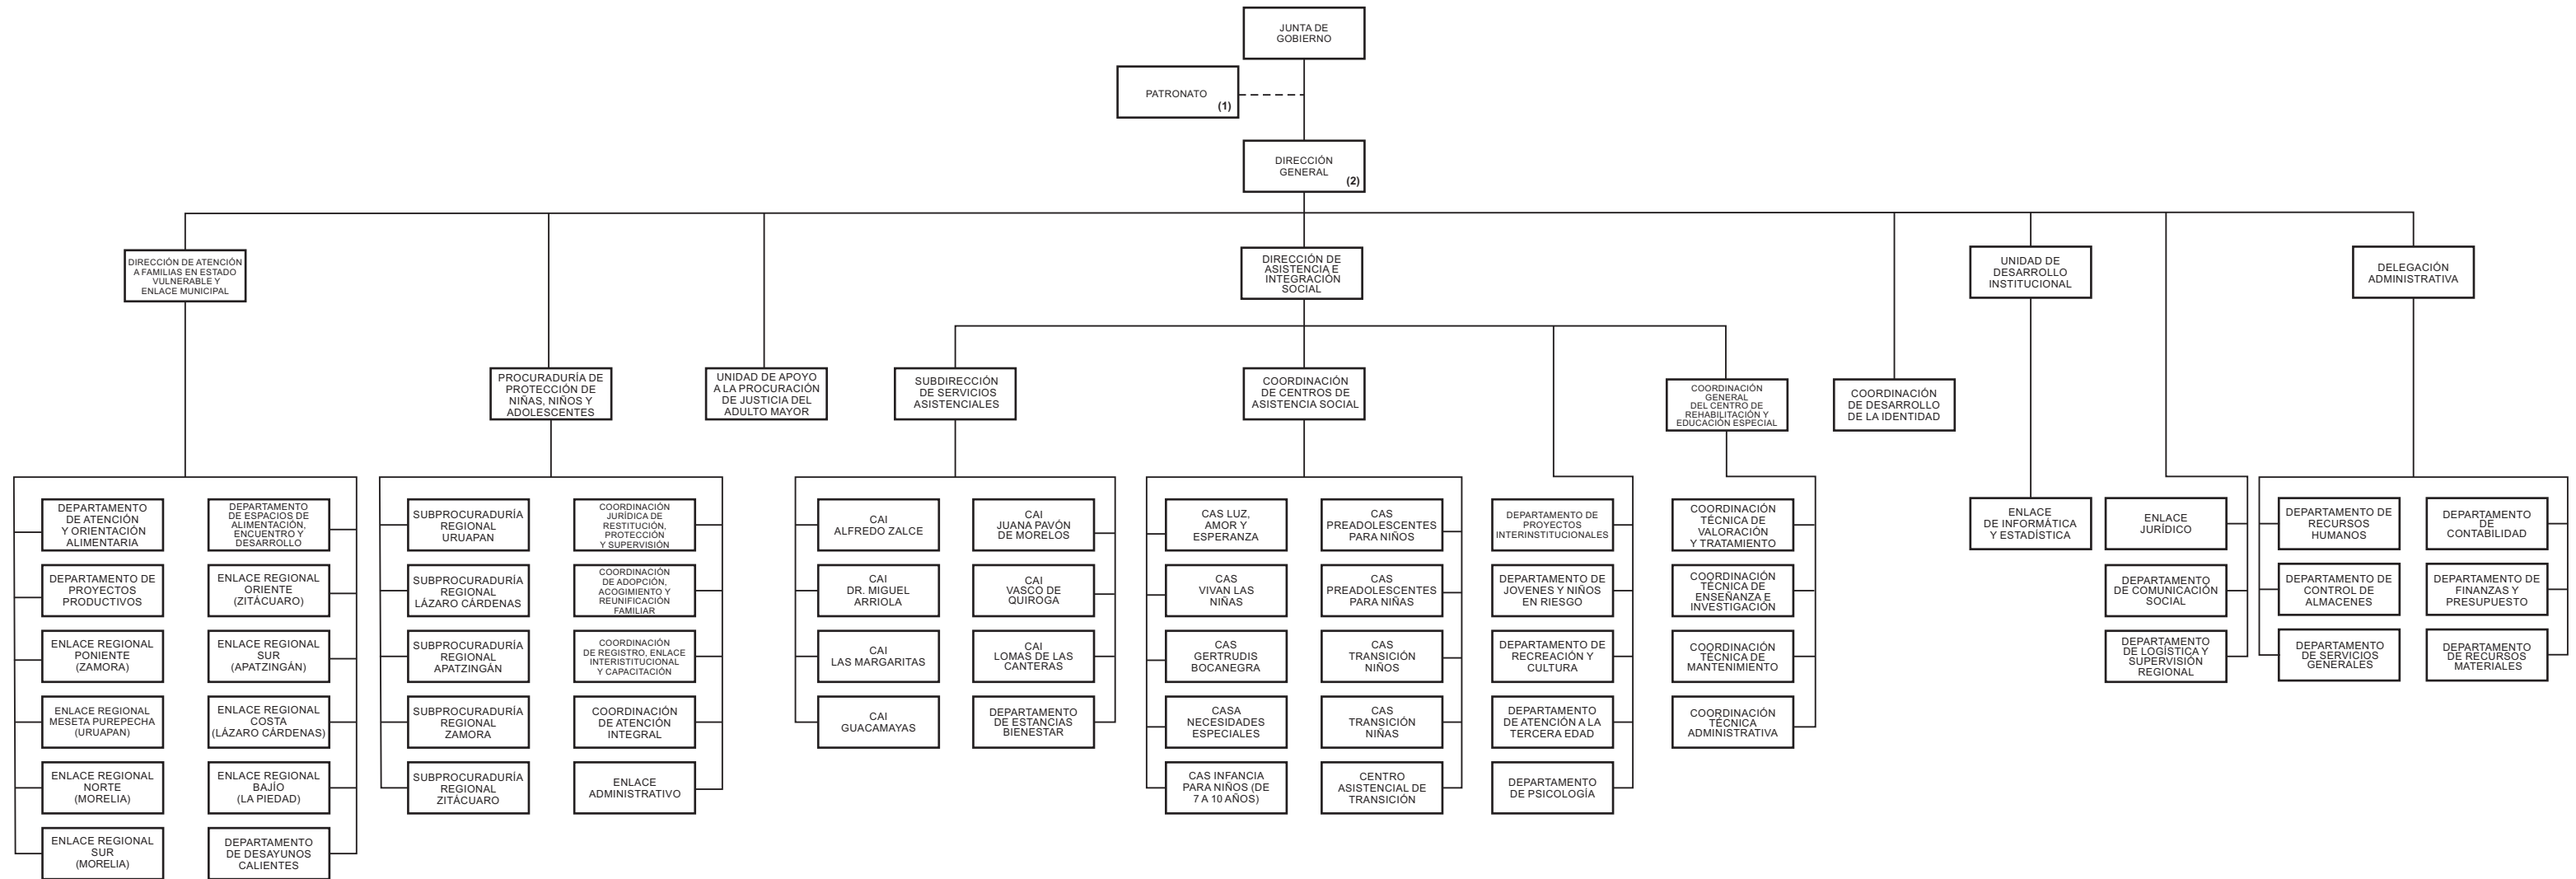 JUNTA DE
GOBIERNO
PATRONATO
(1)
DIRECCIÓN
GENERAL
(2)
DIRECCIÓN DE ATENCIÓN
A FAMILIAS EN ESTADO
VULNERABLE Y
ENLACE MUNICIPAL
DIRECCIÓN DE
ASISTENCIA E
INTEGRACIÓN
SOCIAL
UNIDAD DE
DESARROLLO
INSTITUCIONAL
DELEGACIÓN
ADMINISTRATIVA
PROCURADURÍA DE
PROTECCIÓN DE
NIÑAS, NIÑOS Y
ADOLESCENTES
UNIDAD DE APOYO
A LA PROCURACIÓN
DE JUSTICIA DEL
ADULTO MAYOR
SUBDIRECCIÓN
DE SERVICIOS
ASISTENCIALES
COORDINACIÓN
DE CENTROS DE
ASISTENCIA SOCIAL
COORDINACIÓN
GENERAL
DEL CENTRO DE
REHABILITACIÓN Y
EDUCACIÓN ESPECIAL
COORDINACIÓN
DE DESARROLLO
DE LA IDENTIDAD
DEPARTAMENTO
DE ATENCIÓN
Y ORIENTACIÓN
ALIMENTARIA
DEPARTAMENTO
DE ESPACIOS DE
ALIMENTACIÓN,
ENCUENTRO Y
DESARROLLO
DEPARTAMENTO DE
PROYECTOS
PRODUCTIVOS
ENLACE REGIONAL
ORIENTE
(ZITÁCUARO)
ENLACE REGIONAL
PONIENTE
(ZAMORA)
ENLACE REGIONAL
SUR
(APATZINGÁN)
ENLACE REGIONAL
MESETA PUREPECHA
(URUAPAN)
ENLACE REGIONAL
COSTA
(LÁZARO CÁRDENAS)
ENLACE REGIONAL
NORTE
(MORELIA)
ENLACE REGIONAL
BAJÍO
(LA PIEDAD)
ENLACE REGIONAL
SUR
(MORELIA)
DEPARTAMENTO
DE DESAYUNOS
CALIENTES
SUBPROCURADURÍA
REGIONAL
URUAPAN
COORDINACIÓN
JURÍDICA DE
RESTITUCIÓN,
PROTECCIÓN
Y SUPERVISIÓN
SUBPROCURADURÍA
REGIONAL
LÁZARO CÁRDENAS
COORDINACIÓN
DE ADOPCIÓN,
ACOGIMIENTO Y
REUNIFICACIÓN
FAMILIAR
SUBPROCURADURÍA
REGIONAL
APATZINGÁN
COORDINACIÓN
DE REGISTRO, ENLACE
INTERISTITUCIONAL
Y CAPACITACIÓN
SUBPROCURADURÍA
REGIONAL
ZAMORA
COORDINACIÓN
DE ATENCIÓN
INTEGRAL
SUBPROCURADURÍA
REGIONAL
ZITÁCUARO
ENLACE
ADMINISTRATIVO
CAI
ALFREDO ZALCE
CAI
JUANA PAVÓN
DE MORELOS
CAI
DR. MIGUEL
ARRIOLA
CAI
VASCO DE
QUIROGA
CAI
LAS MARGARITAS
CAI
LOMAS DE LAS
CANTERAS
CAI
GUACAMAYAS
DEPARTAMENTO
DE ESTANCIAS
BIENESTAR
CAS LUZ,
AMOR Y
ESPERANZA
CAS
PREADOLESCENTES
PARA NIÑOS
CAS
VIVAN LAS
NIÑAS
CAS
PREADOLESCENTES
PARA NIÑAS
CAS
GERTRUDIS
BOCANEGRA
CAS
TRANSICIÓN
NIÑOS
CASA
NECESIDADES
ESPECIALES
CAS
TRANSICIÓN
NIÑAS
CAS INFANCIA
PARA NIÑOS (DE
7 A 10 AÑOS)
CENTRO
ASISTENCIAL DE
TRANSICIÓN
DEPARTAMENTO DE
PROYECTOS
INTERINSTITUCIONALES
DEPARTAMENTO DE
JOVENES Y NIÑOS
EN RIESGO
DEPARTAMENTO DE
RECREACIÓN Y
CULTURA
DEPARTAMENTO
DE ATENCIÓN A LA
TERCERA EDAD
DEPARTAMENTO
DE PSICOLOGÍA
COORDINACIÓN
TÉCNICA DE
VALORACIÓN
Y TRATAMIENTO
COORDINACIÓN
TÉCNICA DE
ENSEÑANZA E
INVESTIGACIÓN
COORDINACIÓN
TÉCNICA DE
MANTENIMIENTO
COORDINACIÓN
TÉCNICA
ADMINISTRATIVA
ENLACE
DE INFORMÁTICA
Y ESTADÍSTICA
ENLACE
JURÍDICO
DEPARTAMENTO
DE COMUNICACIÓN
SOCIAL
DEPARTAMENTO
DE LOGÍSTICA Y
SUPERVISIÓN
REGIONAL
DEPARTAMENTO DE
RECURSOS
HUMANOS
DEPARTAMENTO
DE
CONTABILIDAD
DEPARTAMENTO DE
CONTROL DE
ALMACENES
DEPARTAMENTO DE
FINANZAS Y
PRESUPUESTO
DEPARTAMENTO
DE SERVICIOS
GENERALES
DEPARTAMENTO
DE RECURSOS
MATERIALES